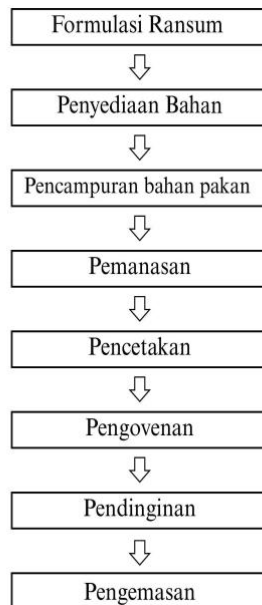 Formulasi Ransum
Penyediaan Bahan
Pencampuran bahan pakan
Pemanasan
Pencetakan
Pengovenan
Pendinginan
Pengemasan